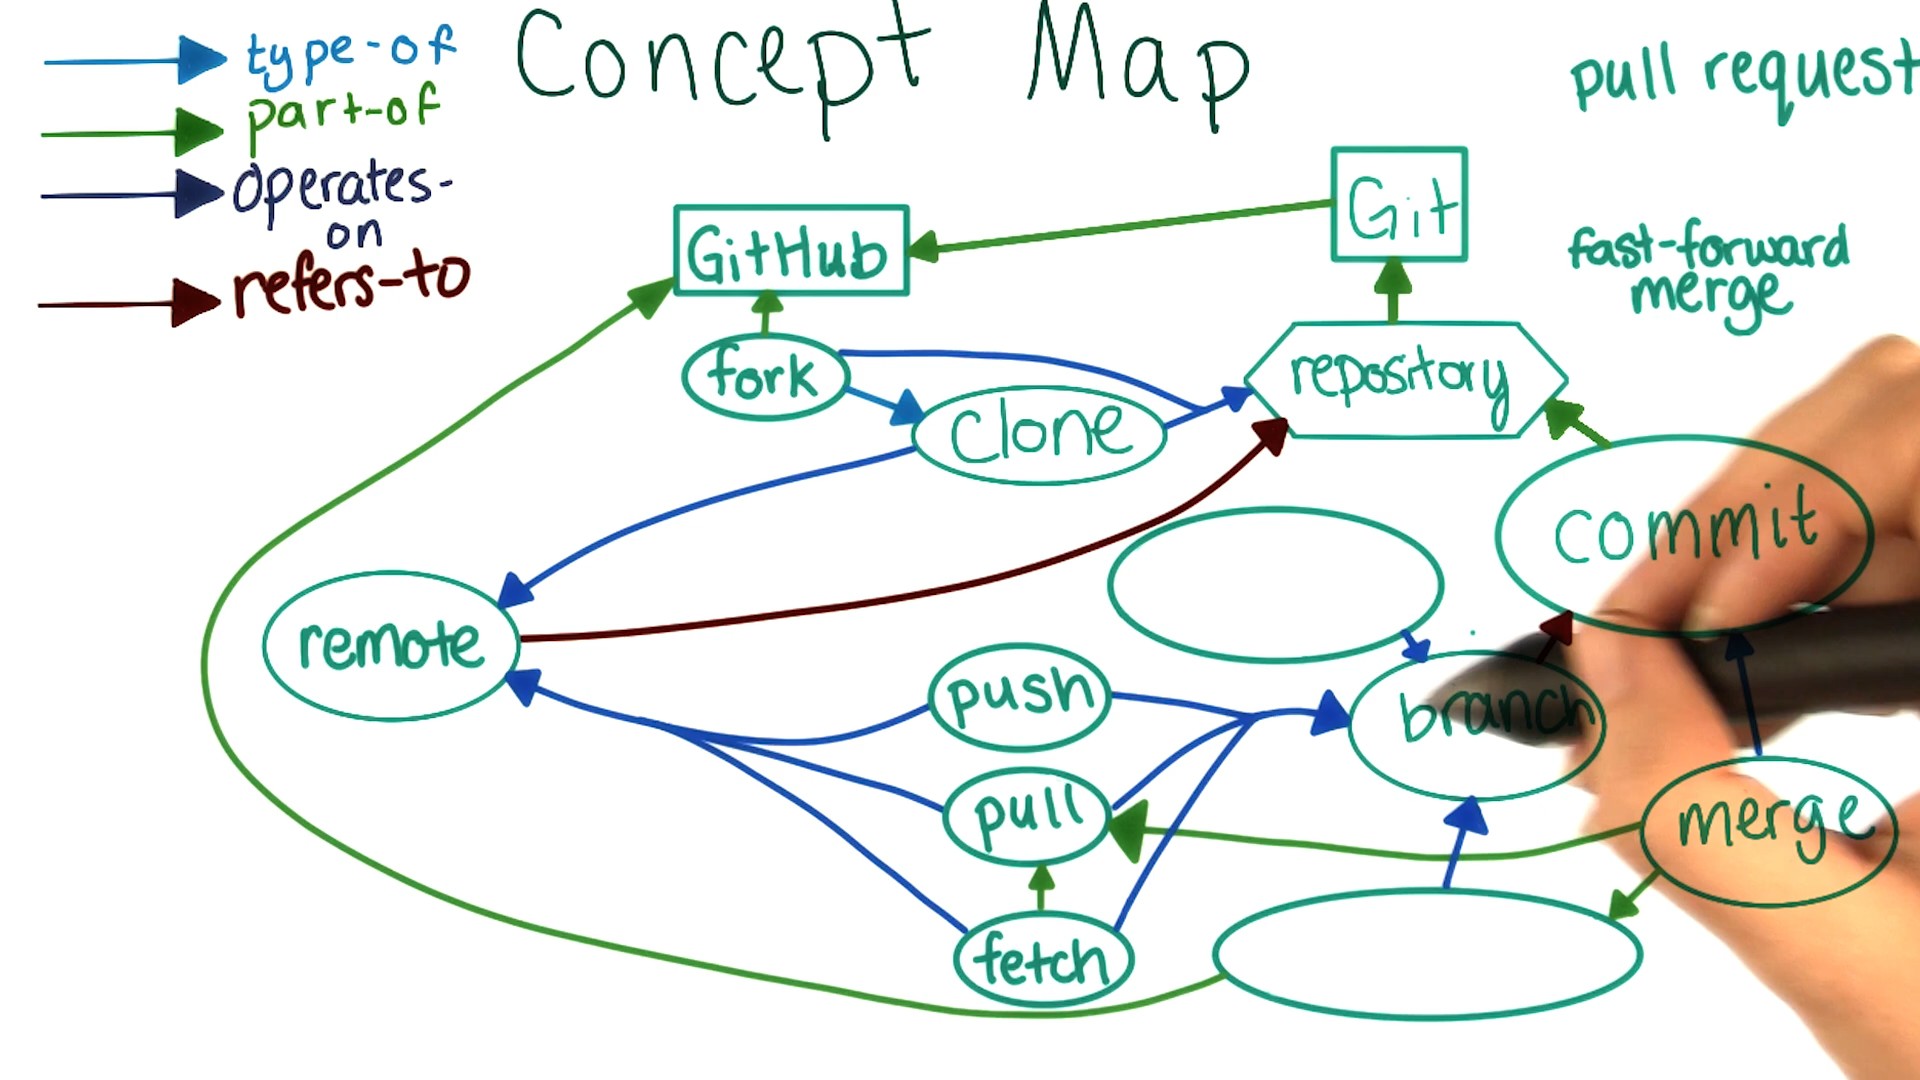 Concept Map
type-of
part-of
operates-
on
refers-to
pull request
fast-forward
merge
Git
GitHub
fork
Clone
repository
commit
remote
push
branch
pull
merge
fetch